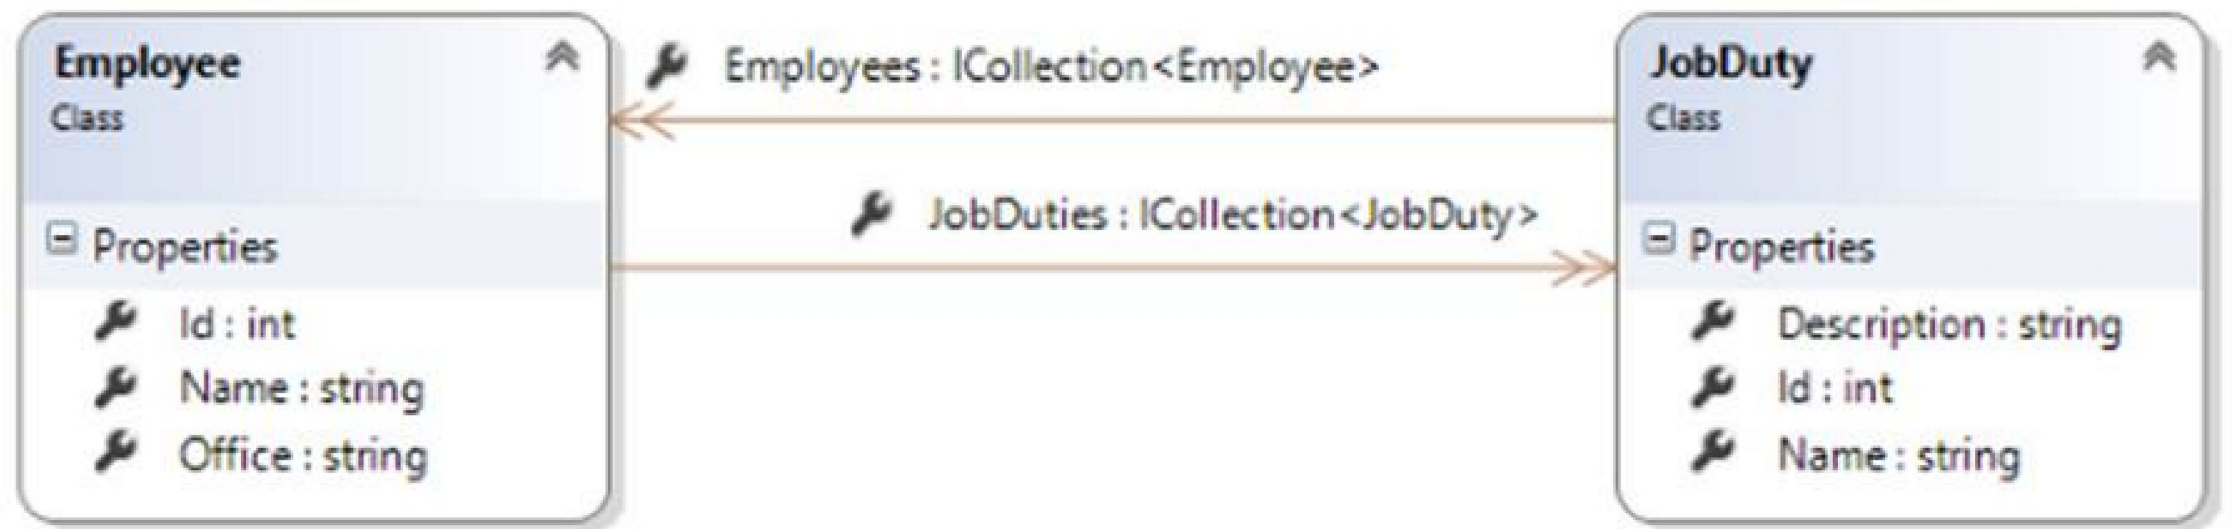 Employee
Class
Properties
Id : int
Name : string
Office : string
Employees : ICollection<Employee>
JobDuties : ICollection<JobDuty>
JobDuty
Class
Properties
Description : string
Id : int
Name : string